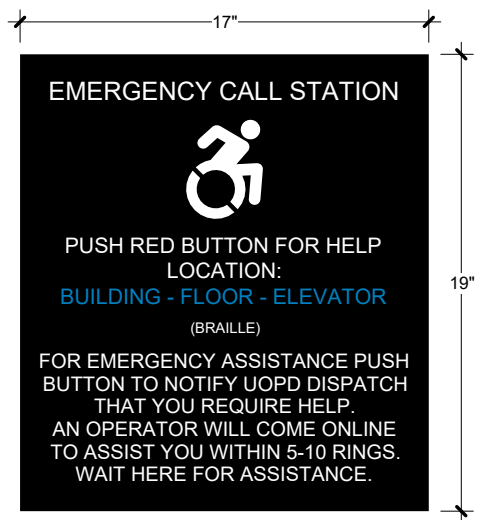 17"
EMERGENCY CALL STATION
PUSH RED BUTTON FOR HELP
LOCATION:
BUILDING - FLOOR - ELEVATOR
19"
(BRAILLE)
FOR EMERGENCY ASSISTANCE PUSH
BUTTON TO NOTIFY UOPD DISPATCH
THAT YOU REQUIRE HELP.
AN OPERATOR WILL COME ONLINE
TO ASSIST YOU WITHIN 5-10 RINGS.
WAIT HERE FOR ASSISTANCE.